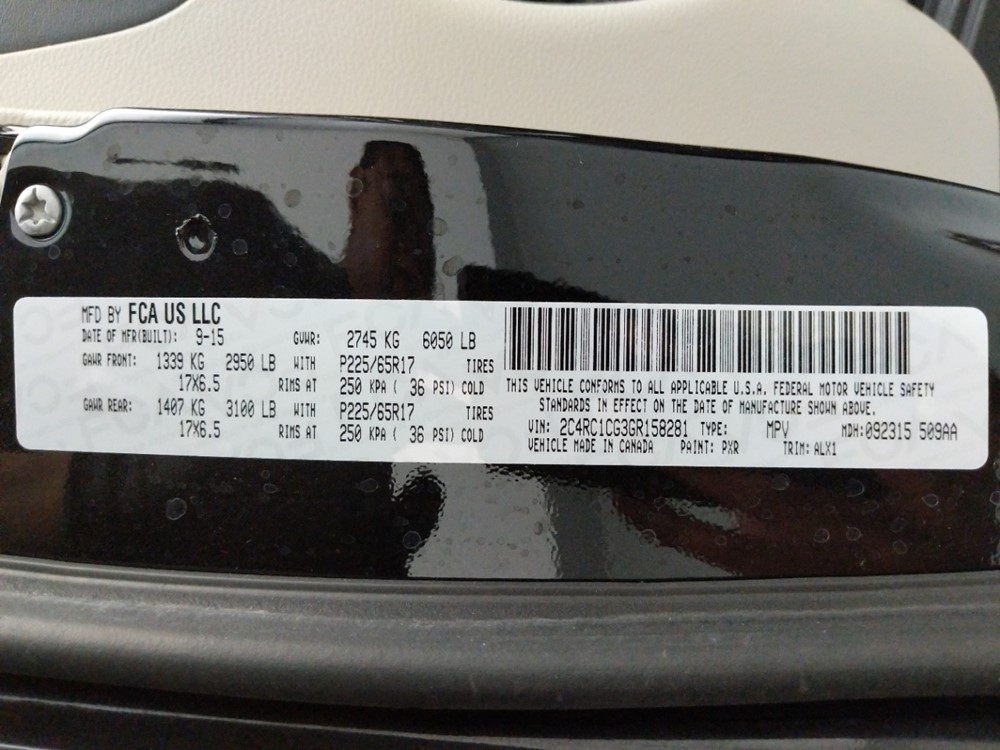 MFD BY FCA US LLC
DATE OF MFR(BUILT): 9-15 GVWR: 2745 KG 6050 LB
GAWR FRONT: 1339 KG 2950 LB WITH P225/65R17 TIRES
17X6.5 RIMS AT 250 KPA ( 36 PSI) COLD
GAWR REAR: 1407 KG 3100 LB WITH P225/65R17 TIRES
17X6.5 RIMS AT 250 KPA ( 36 PSI) COLD
THIS VEHICLE CONFORMS TO ALL APPLICABLE U.S.A. FEDERAL MOTOR VEHICLE SAFETY
STANDARDS IN EFFECT ON THE DATE OF MANUFACTURE SHOWN ABOVE.
VIN: 2C4RC1CG3GR158281 TYPE: MPV MDH:092315 509AA
VEHICLE MADE IN CANADA PAINT: PXR TRIM: ALX1